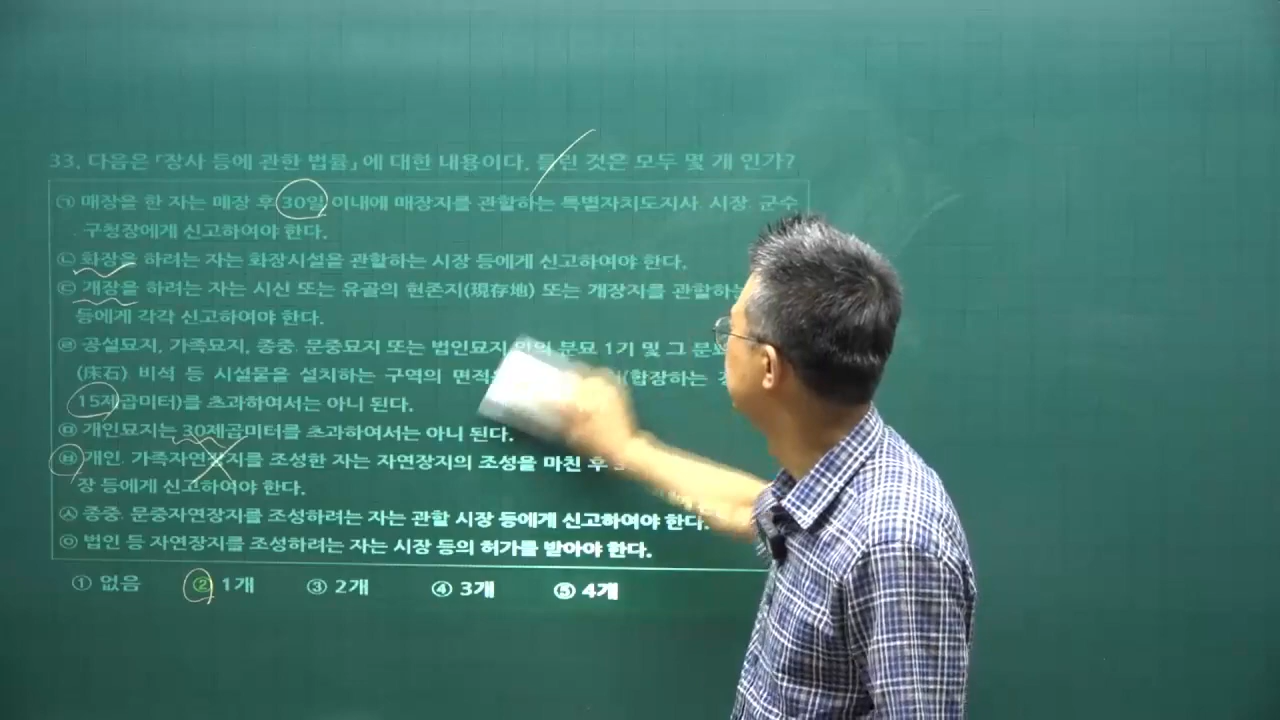 33. 다음은 ｢장사 등에 관한 법률｣에 대한 내용이다. 틀린 것은 모두 몇 개 인가?
㉠ 매장을 한 자는 매장 후 30일 이내에 매장지를 관할하는 특별자치도지사. 시장. 군수
. 구청장에게 신고하여야 한다.
㉡ 화장을 하려는 자는 화장시설을 관할하는 시장 등에게 신고하여야 한다.
㉢ 개장을 하려는 자는 시신 또는 유골의 현존지(現存地) 또는 개장지를 관할하는
등에게 각각 신고하여야 한다.
㉣ 공설묘지, 가족묘지, 종중. 문중묘지 또는 법인묘지 분묘 1기 및 그
(床石) 비석 등 시설물을 설치하는 구역의 (합장하는
15제곱미터)를 초과하여서는 아니 된다.
㉤ 개인묘지는 30제곱미터를 초과하여서는 아니 된다.
㉥ 개인. 가족자연장지를 조성한 자는 자연장지의 조성을 마친 후
장 등에게 신고하여야 한다.
㉦ 종중. 문중자연장지를 조성하려는 자는 관할 시장 등에게 신고하여야 한다.
㉧ 법인 등 자연장지를 조성하려는 자는 시장 등의 허가를 받아야 한다.
① 없음 ② 1개 ③ 2개 ④ 3개 ⑤ 4개